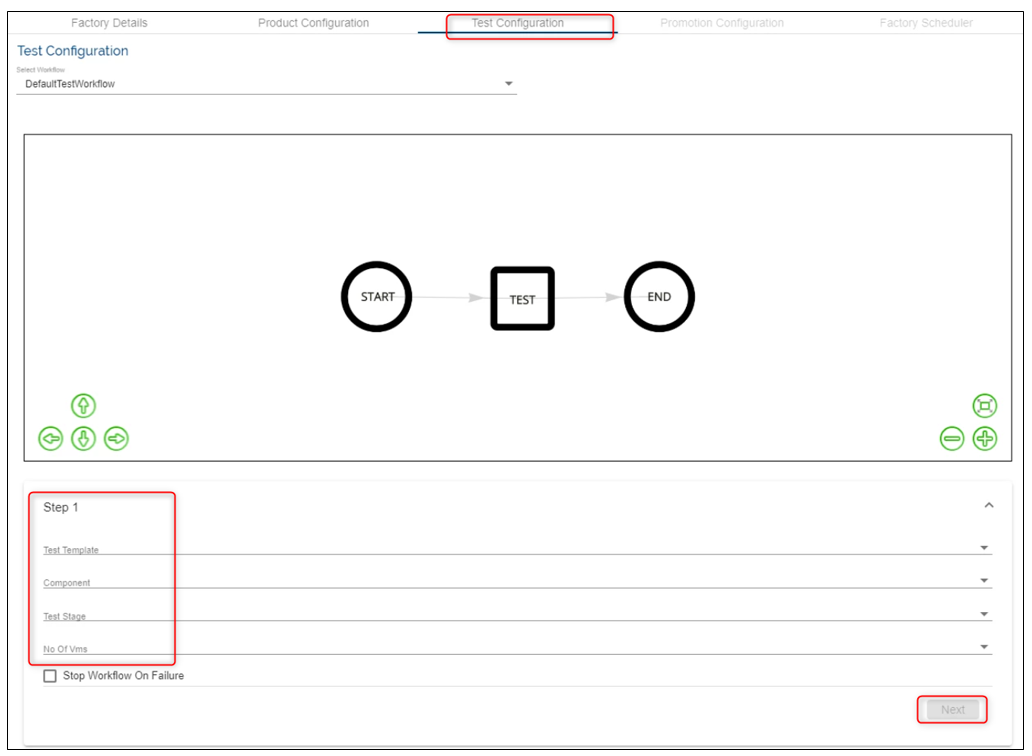 Factory Details Product Configuration Test Configuration Promotion Configuration Factory Scheduler
Test Configuration
Select Workflow
DefaultTestWorkflow
START TEST END
Step 1
Test Template
Component
Test Stage
No Of Vms
Stop Workflow On Failure
Next